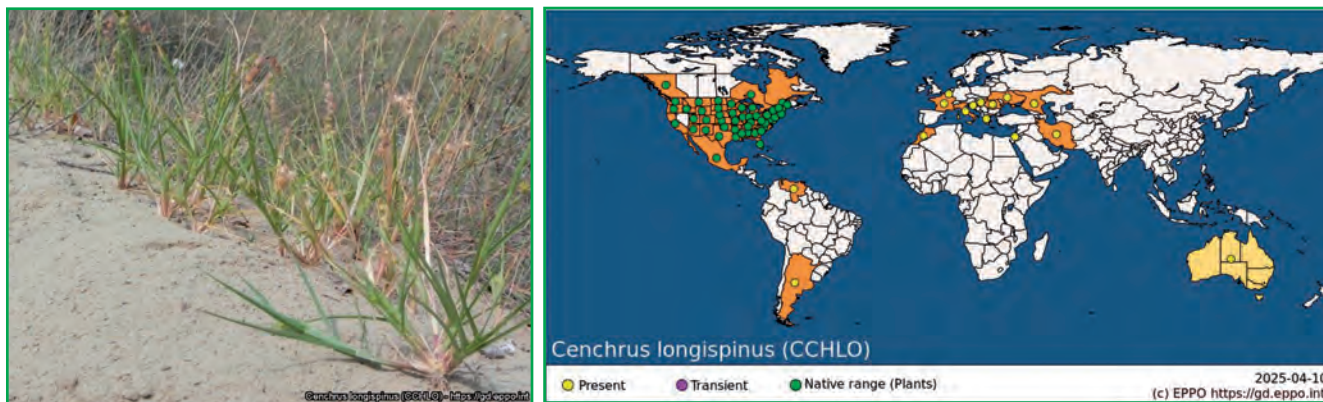 Cenchrus longispinus (CCHLO) - https://gd.eppo.int
Cenchrus longispinus (CCHLO)
Present
Transient
Native range (Plants)
2025-04-10
(c) EPPO https://gd.eppo.int